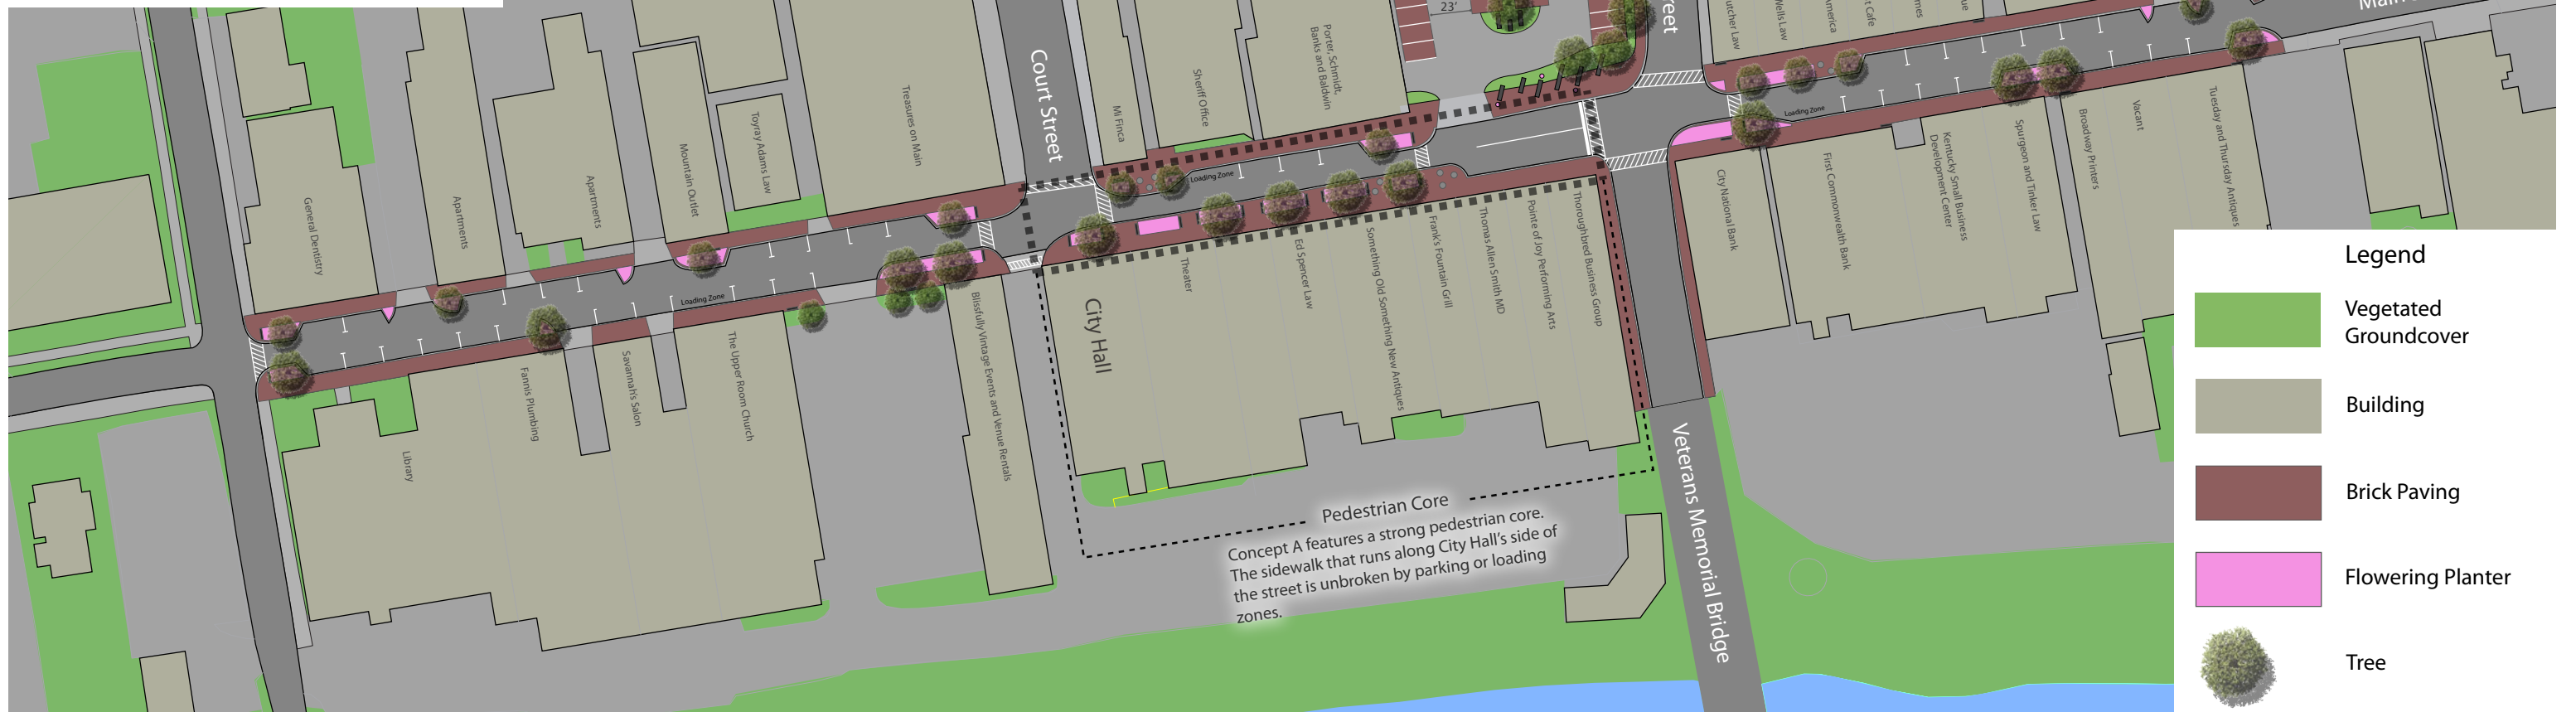 23'
Main
Court Street
Porter, Schmidt,
Banks and Baldwin
Sheriff Office
Mi Finca
Treasures on Main
Toyray Adams Law
Mountain Outlet
Apartments
Apartments
General Dentistry
Loading Zone
Loading Zone
Loading Zone
Library
Fannis Plumbing
Savannah's Salon
The Upper Room Church
Blissfully Vintage Events and Venue Rentals
City Hall
Theater
Ed Spencer Law
Something Old Something New Antiques
Frank's Fountain Grill
Thomas Allen Smith MD
Pointe of Joy Performing Arts
Thoroughbred Business Group
City National Bank
First Commonwealth Bank
Kentucky Small Business
Development Center
Spurgeon and Tinker Law
Broadway Printers
Vacant
Tuesday and Thursday Antiques
Veterans Memorial Bridge
Pedestrian Core
Concept A features a strong pedestrian core.
The sidewalk that runs along City Hall's side of
the street is unbroken by parking or loading
zones.
Legend
Vegetated
Groundcover
Building
Brick Paving
Flowering Planter
Tree